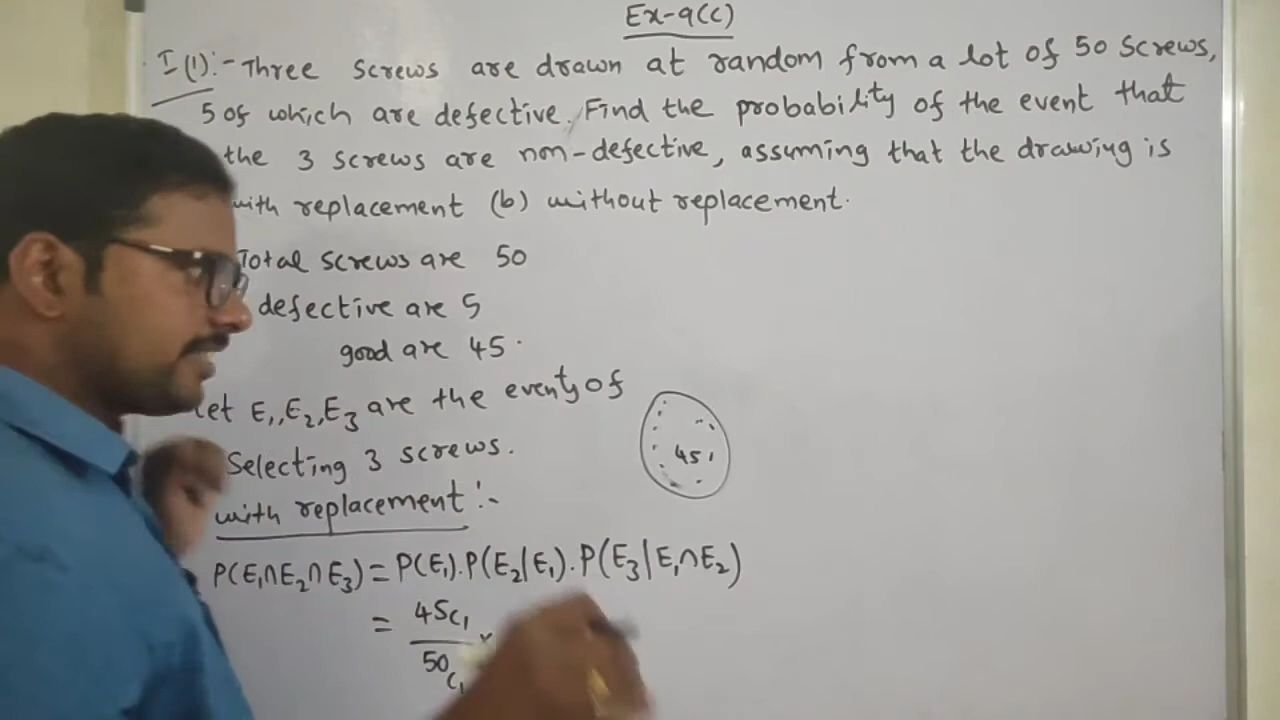 Ex-9(c)
I(1):- Three screws are drawn at random from a lot of 50 screws,
5 of which are defective. Find the probability of the event that
the 3 screws are non-defective, assuming that the drawing is
with replacement (b) without replacement.
Total screws are 50
defective are 5
good are 45.
Let E₁, E₂, E₃ are the events of
Selecting 3 screws.
45
with replacement:-
P(E₁∩E₂∩E₃) = P(E₁).P(E₂|E₁).P(E₃|E₁∩E₂)
= 45c₁ ×
50c₁